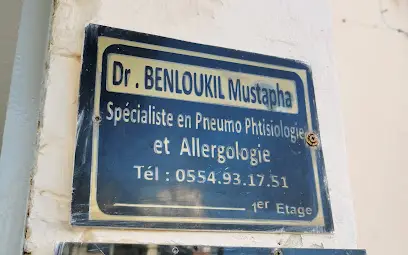 Dr . BENLOUKIL Mustapha
Spécialiste en Pneumo Phtisiologie
et Allergologie
Tél : 0554.93.17.51
1er Etage